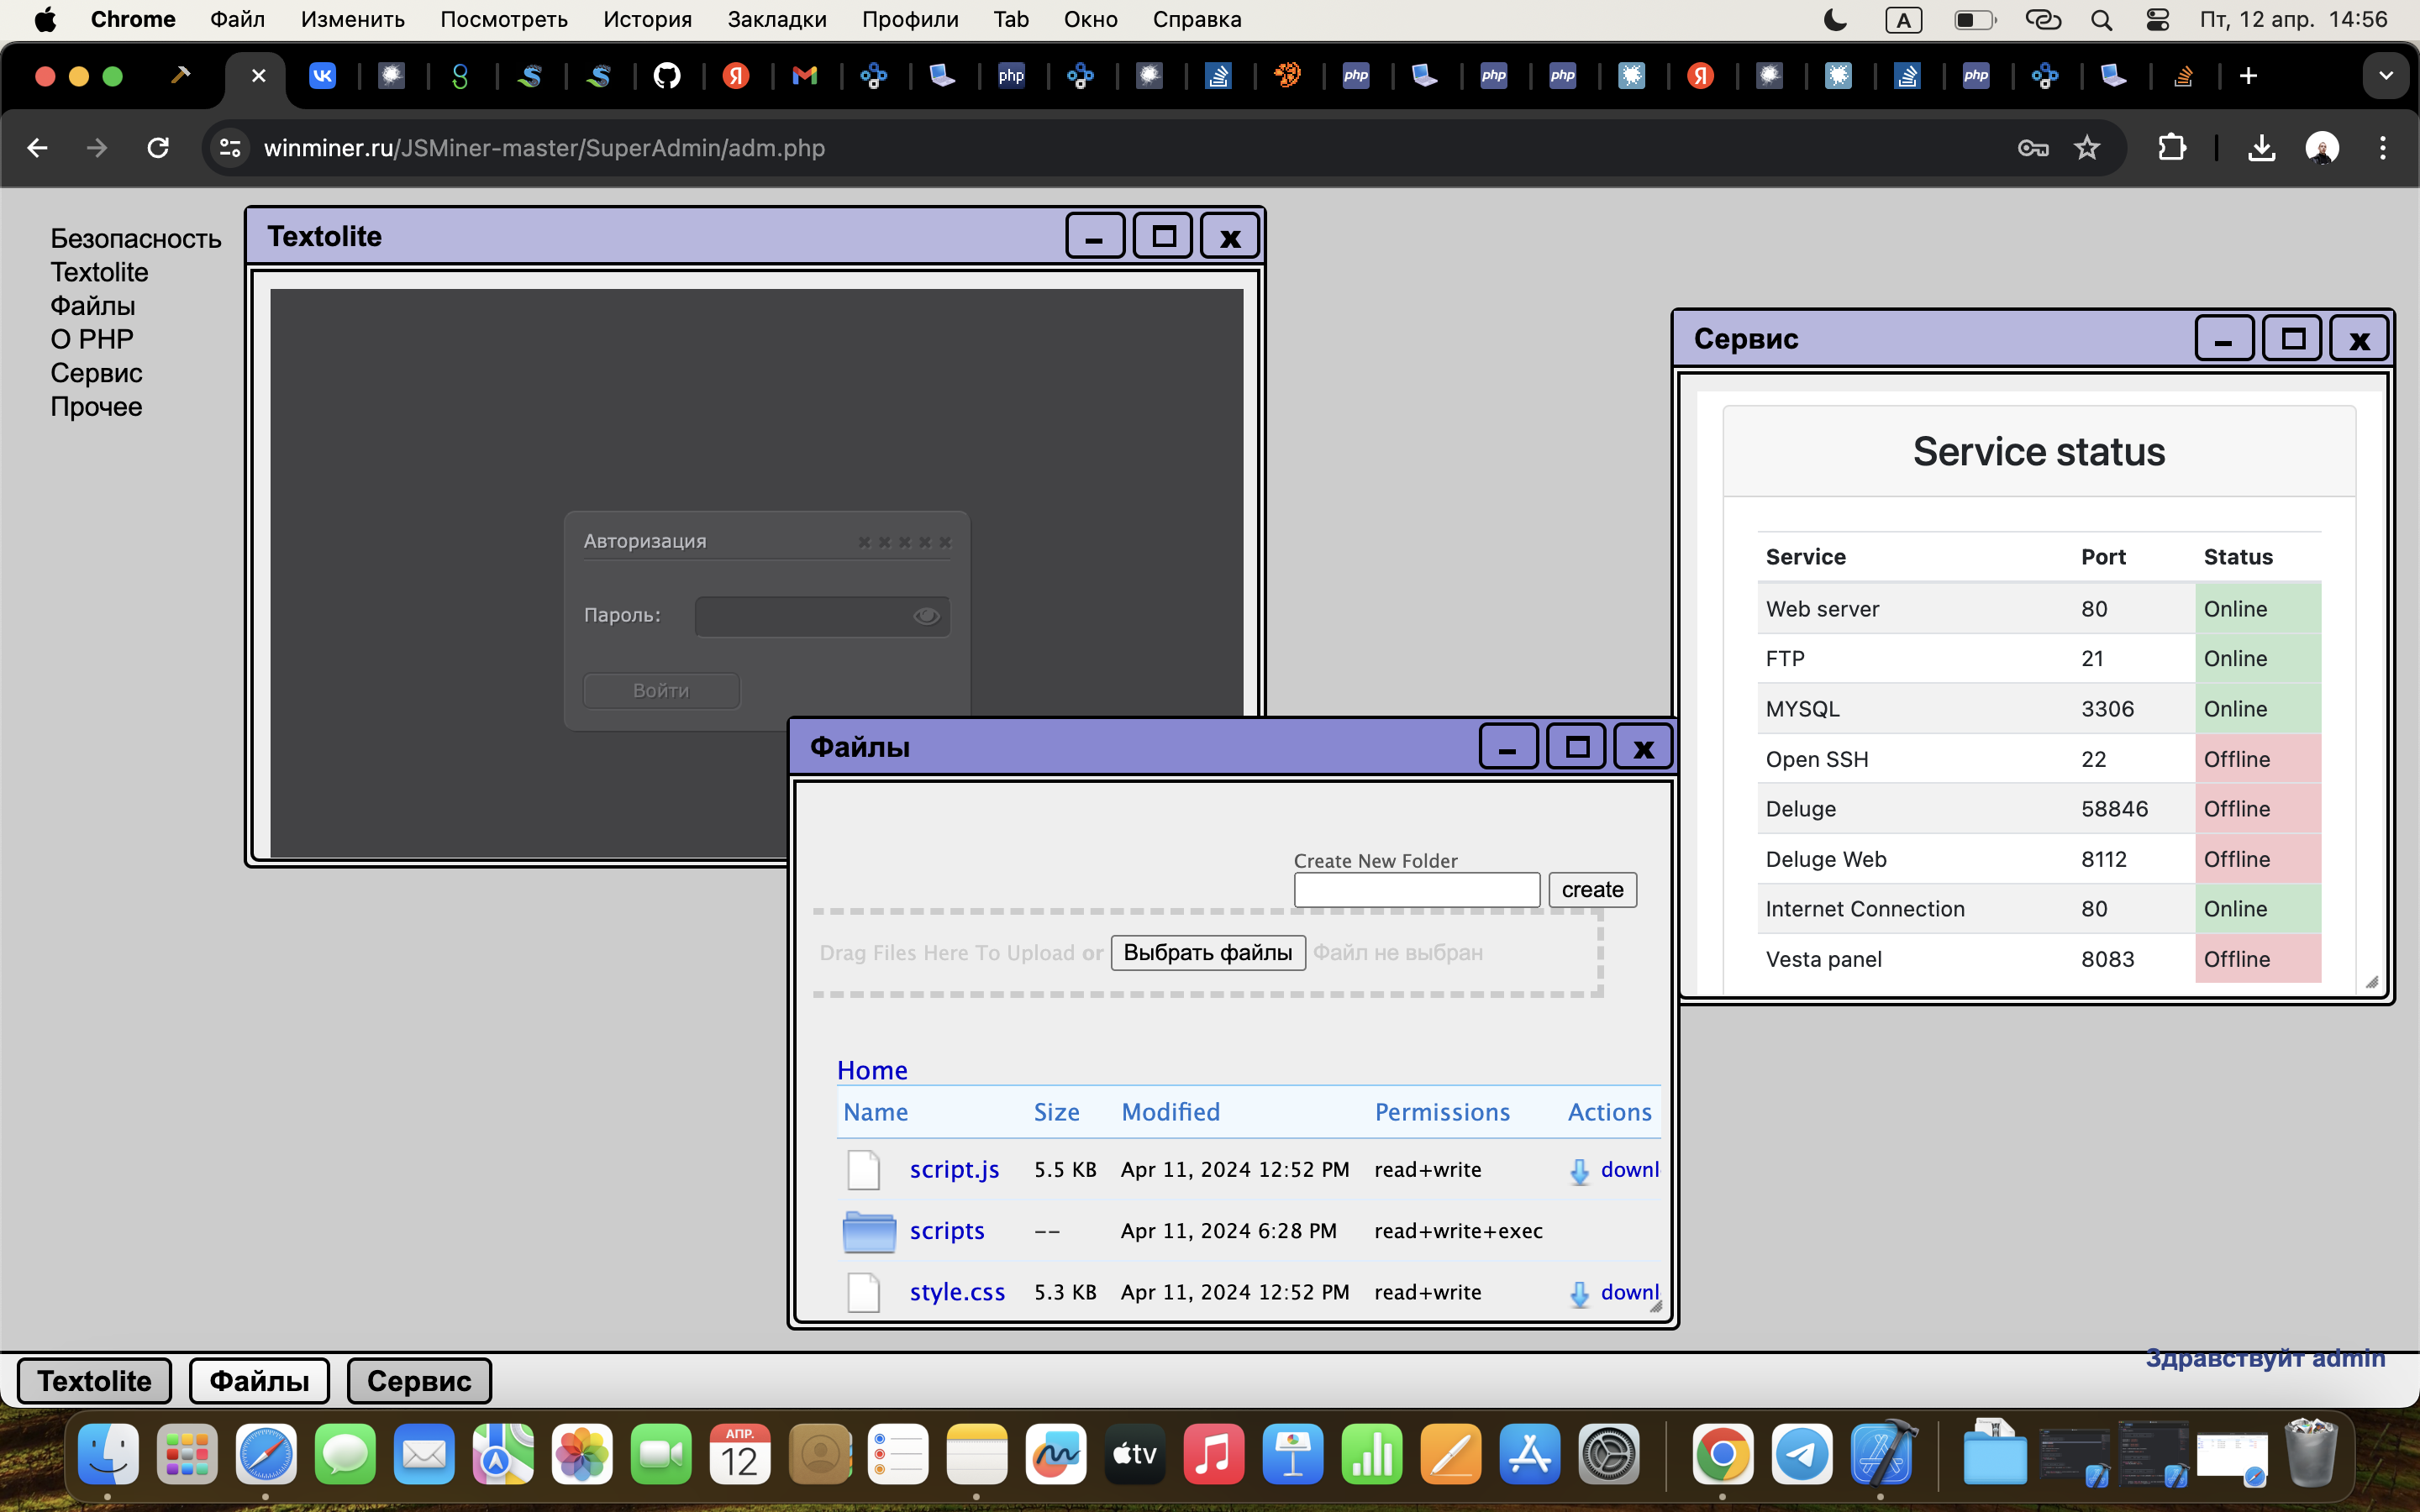 Chrome Файл Изменить Посмотреть История Закладки Профили Tab Окно Справка
A
Пт, 12 апр. 14:56
winminer.ru/JSMiner-master/SuperAdmin/adm.php
Безопасность
Textolite
Файлы
О PHP
Сервис
Прочее
Textolite
Авторизация
Пароль:
Войти
Сервис
Service status
Service Port Status
Web server 80 Online
FTP 21 Online
MYSQL 3306 Online
Open SSH 22 Offline
Deluge 58846 Offline
Deluge Web 8112 Offline
Internet Connection 80 Online
Vesta panel 8083 Offline
Файлы
Create New Folder
create
Drag Files Here To Upload or Выбрать файлы Файл не выбран
Home
Name Size Modified Permissions Actions
script.js 5.5 KB Apr 11, 2024 12:52 PM read+write downl
scripts -- Apr 11, 2024 6:28 PM read+write+exec
style.css 5.3 KB Apr 11, 2024 12:52 PM read+write downl
Textolite Файлы Сервис
Здравствуйт admin
АПР.
12
tv